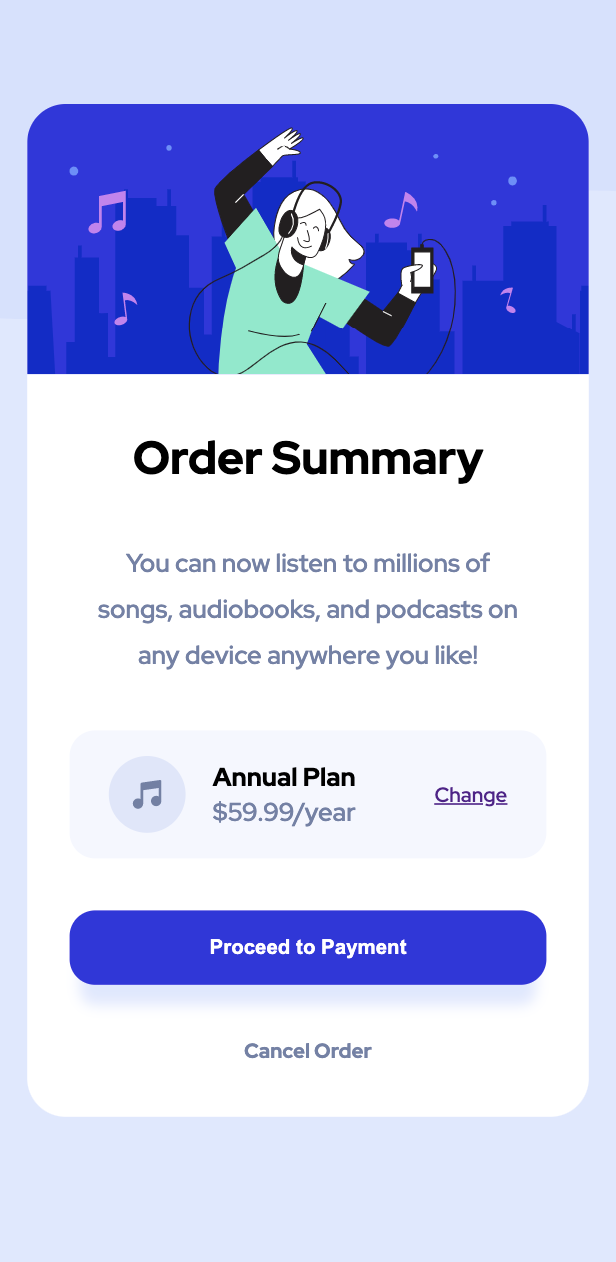 Order Summary
You can now listen to millions of
songs, audiobooks, and podcasts on
any device anywhere you like!
Annual Plan
$59.99/year
Change
Proceed to Payment
Cancel Order